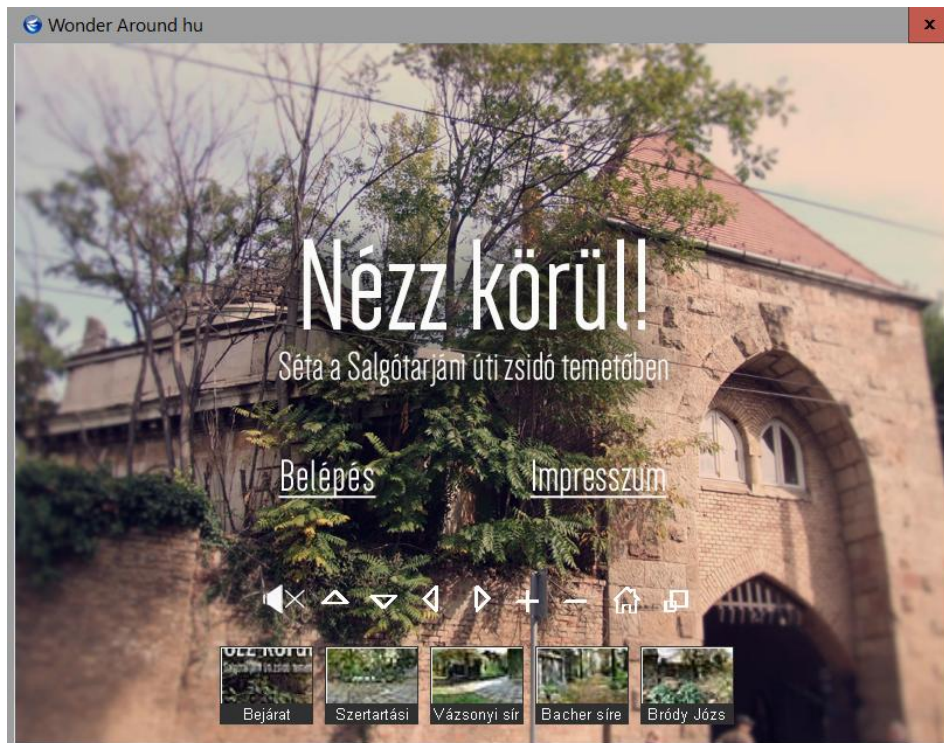 Wonder Around hu
x
Nézz körül!
Séta a Salgótarjáni úti zsidó temetőben
Belépés
Impresszum
Bejárat
Szertartási
Vázsonyi sír
Bacher síre
Bródy Józs